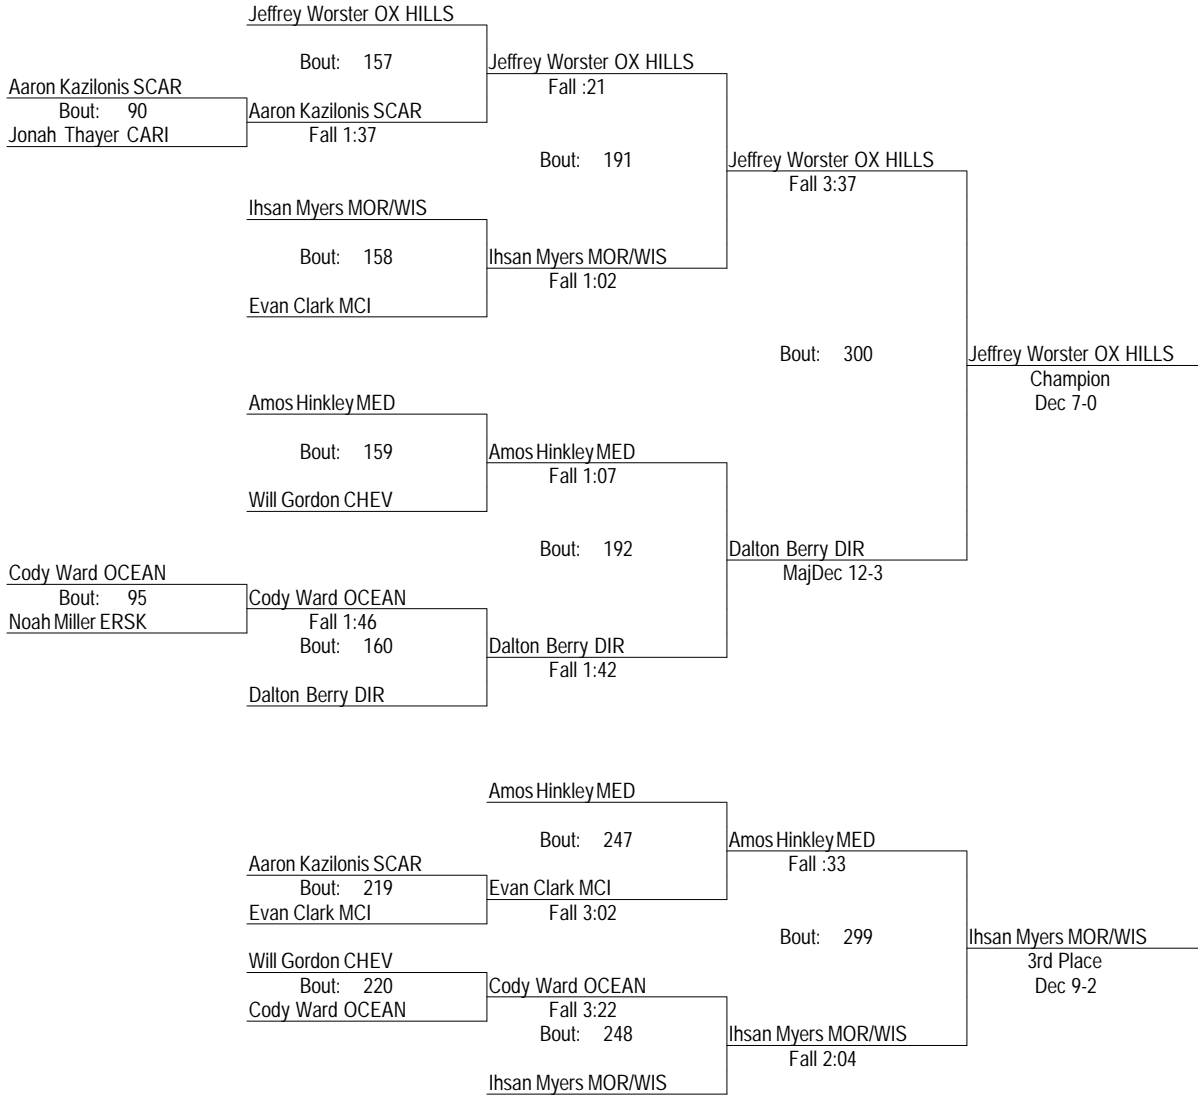 Jeffrey Worster OX HILLS
Bout: 157
Jeffrey Worster OX HILLS
Fall :21
Aaron Kazilonis SCAR
Bout: 90
Jonah Thayer CARI
Aaron Kazilonis SCAR
Fall 1:37
Bout: 191
Jeffrey Worster OX HILLS
Fall 3:37
Ihsan Myers MOR/WIS
Bout: 158
Ihsan Myers MOR/WIS
Fall 1:02
Evan Clark MCI
Bout: 300
Jeffrey Worster OX HILLS
Champion
Dec 7-0
Amos Hinkley MED
Bout: 159
Amos Hinkley MED
Fall 1:07
Will Gordon CHEV
Bout: 192
Dalton Berry DIR
MajDec 12-3
Cody Ward OCEAN
Bout: 95
Noah Miller ERSK
Cody Ward OCEAN
Fall 1:46
Bout: 160
Dalton Berry DIR
Fall 1:42
Dalton Berry DIR
Amos Hinkley MED
Bout: 247
Amos Hinkley MED
Fall :33
Aaron Kazilonis SCAR
Bout: 219
Evan Clark MCI
Evan Clark MCI
Fall 3:02
Bout: 299
Ihsan Myers MOR/WIS
3rd Place
Dec 9-2
Will Gordon CHEV
Bout: 220
Cody Ward OCEAN
Cody Ward OCEAN
Fall 3:22
Bout: 248
Ihsan Myers MOR/WIS
Fall 2:04
Ihsan Myers MOR/WIS